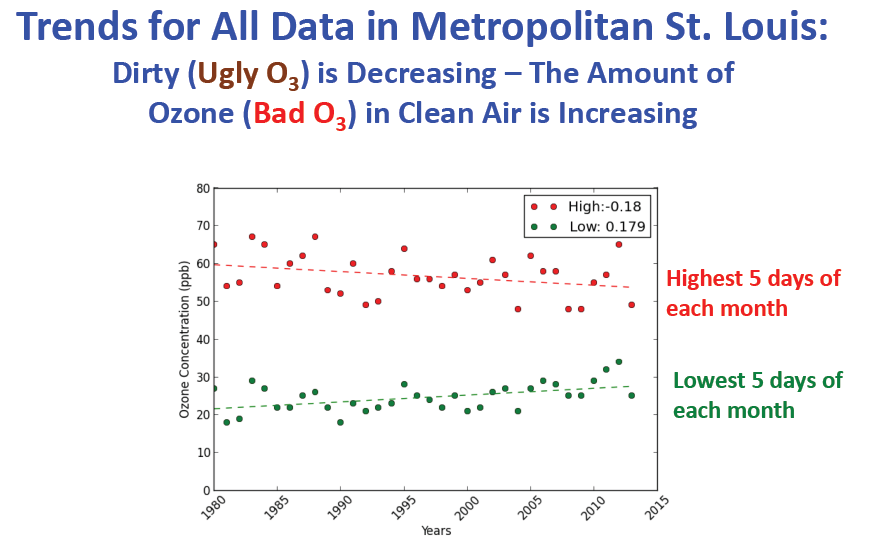 Trends for All Data in Metropolitan St. Louis:
Dirty (Ugly O3) is Decreasing – The Amount of
Ozone (Bad O3) in Clean Air is Increasing
80
70
60
50
40
30
20
10
0
Ozone Concentration (ppb)
High:-0.18
Low: 0.179
Highest 5 days of
each month
Lowest 5 days of
each month
1980
1985
1990
1995
2000
2005
2010
2015
Years